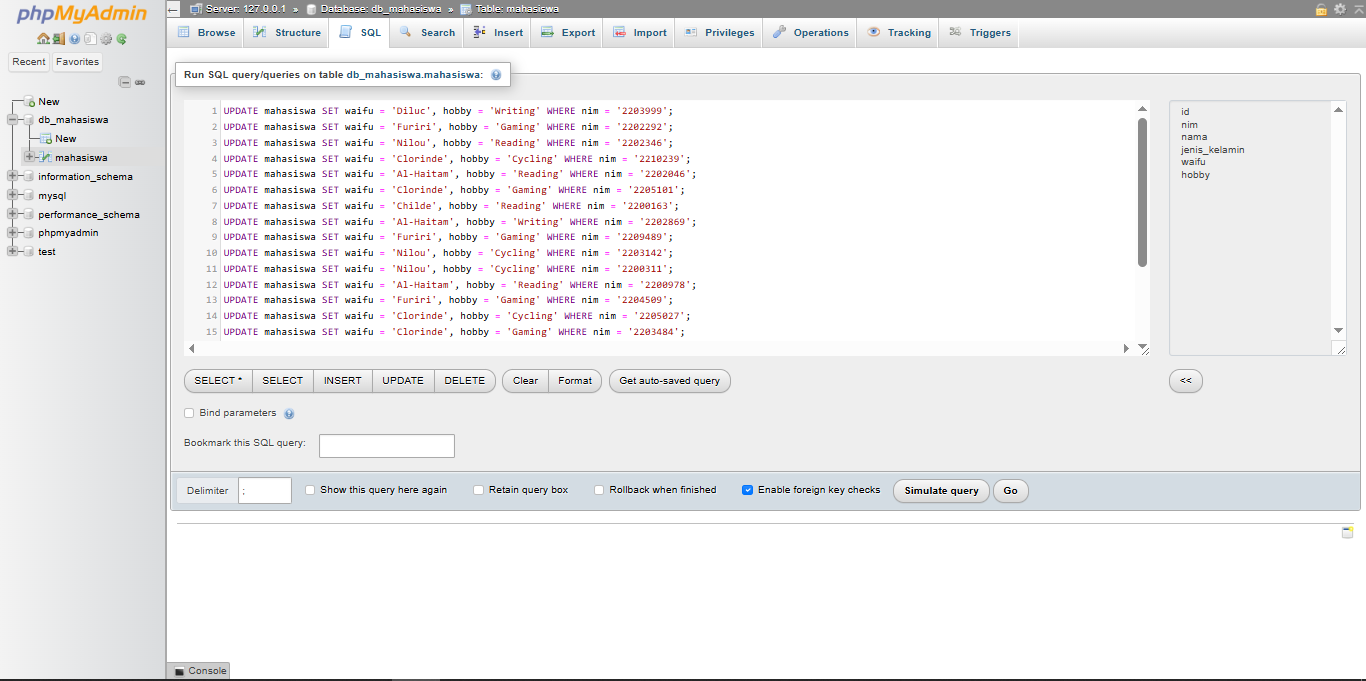 phpMyAdmin
Recent Favorites
New
db_mahasiswa
New
mahasiswa
information_schema
mysql
performance_schema
phpmyadmin
test
Server: 127.0.0.1 » Database: db_mahasiswa » Table: mahasiswa
Browse Structure SQL Search Insert Export Import Privileges Operations Tracking Triggers
Run SQL query/queries on table db_mahasiswa.mahasiswa:
1 UPDATE mahasiswa SET waifu = 'Diluc', hobby = 'Writing' WHERE nim = '2203999';
2 UPDATE mahasiswa SET waifu = 'Furiri', hobby = 'Gaming' WHERE nim = '2202292';
3 UPDATE mahasiswa SET waifu = 'Nilou', hobby = 'Reading' WHERE nim = '2202346';
4 UPDATE mahasiswa SET waifu = 'Clorinde', hobby = 'Cycling' WHERE nim = '2210239';
5 UPDATE mahasiswa SET waifu = 'Al-Haitam', hobby = 'Reading' WHERE nim = '2202046';
6 UPDATE mahasiswa SET waifu = 'Clorinde', hobby = 'Gaming' WHERE nim = '2205101';
7 UPDATE mahasiswa SET waifu = 'Childe', hobby = 'Reading' WHERE nim = '2200163';
8 UPDATE mahasiswa SET waifu = 'Al-Haitam', hobby = 'Writing' WHERE nim = '2202869';
9 UPDATE mahasiswa SET waifu = 'Furiri', hobby = 'Gaming' WHERE nim = '2209489';
10 UPDATE mahasiswa SET waifu = 'Nilou', hobby = 'Cycling' WHERE nim = '2203142';
11 UPDATE mahasiswa SET waifu = 'Nilou', hobby = 'Cycling' WHERE nim = '2200311';
12 UPDATE mahasiswa SET waifu = 'Al-Haitam', hobby = 'Reading' WHERE nim = '2200978';
13 UPDATE mahasiswa SET waifu = 'Furiri', hobby = 'Gaming' WHERE nim = '2204509';
14 UPDATE mahasiswa SET waifu = 'Clorinde', hobby = 'Cycling' WHERE nim = '2205027';
15 UPDATE mahasiswa SET waifu = 'Clorinde', hobby = 'Gaming' WHERE nim = '2203484';
id
nim
nama
jenis_kelamin
waifu
hobby
SELECT * SELECT INSERT UPDATE DELETE Clear Format Get auto-saved query <<
Bind parameters
Bookmark this SQL query:
Delimiter ; Show this query here again Retain query box Rollback when finished Enable foreign key checks Simulate query Go
Console